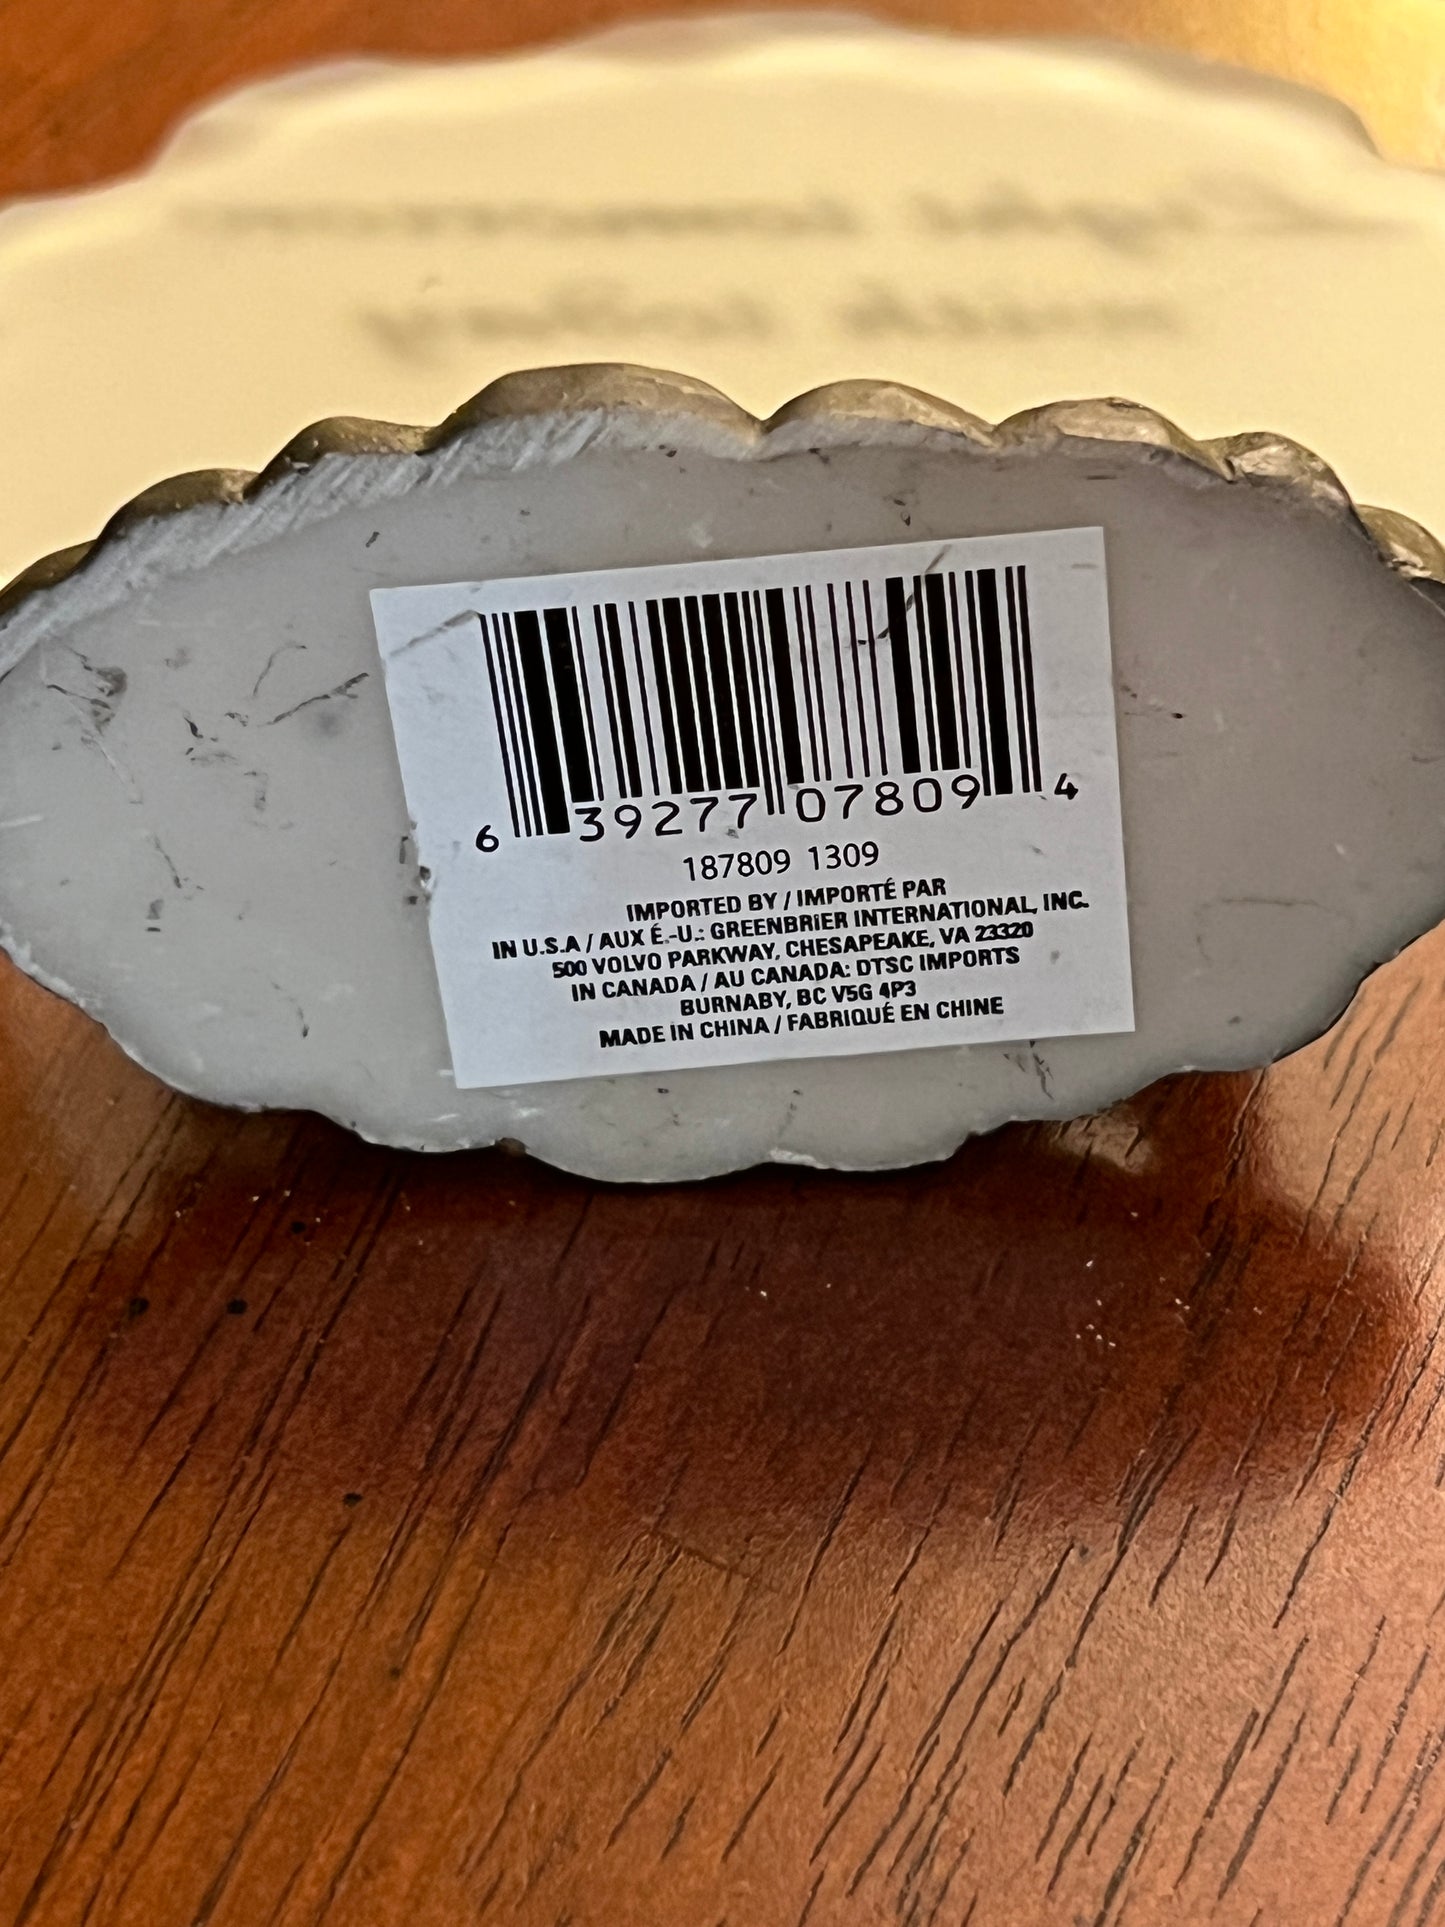 6 39277 07809 4
187809 1309
IMPORTED BY / IMPORTÉ PAR
IN U.S.A / AUX É.-U.: GREENBRIER INTERNATIONAL, INC.
500 VOLVO PARKWAY, CHESAPEAKE, VA 23320
IN CANADA / AU CANADA: DTSC IMPORTS
BURNABY, BC V5G 4P3
MADE IN CHINA / FABRIQUÉ EN CHINE